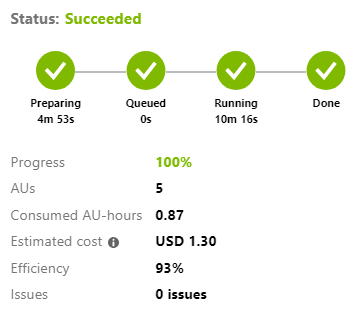 Status: Succeeded
Preparing Queued Running Done
4m 53s 0s 10m 16s
Progress 100%
AUs 5
Consumed AU-hours 0.87
Estimated cost USD 1.30
Efficiency 93%
Issues 0 issues